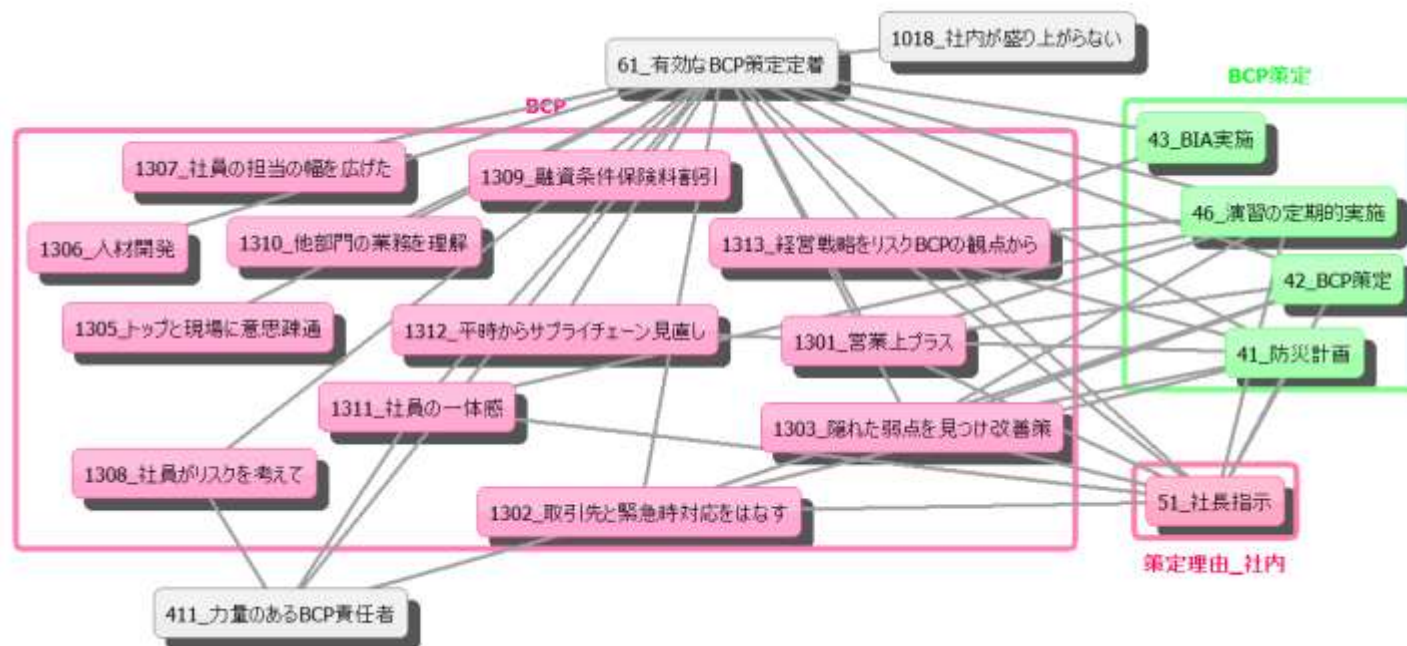 1018_社内が盛り上がらない
61_有効なBCP策定定着
BCP策定
BCP
43_BIA実施
1307_社員の担当の幅を広げた
1309_融資条件保険料割引
46_演習の定期的実施
1306_人材開発
1310_他部門の業務を理解
1313_経営戦略をリスクBCPの観点から
42_BCP策定
1305_トップと現場に意思疎通
1312_平時からサプライチェーン見直し
1301_営業上プラス
41_防災計画
1311_社員の一体感
1303_隠れた弱点を見つけ改善策
1308_社員がリスクを考えて
1302_取引先と緊急時対応をはなす
51_社長指示
策定理由_社内
411_力量のあるBCP責任者